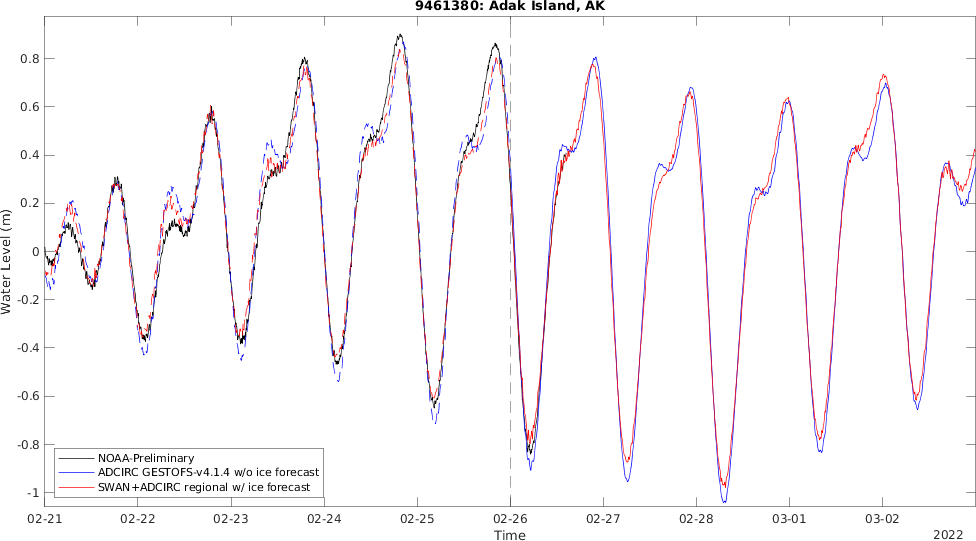 9461380: Adak Island, AK
Water Level (m)
0.8
0.6
0.4
0.2
0
-0.2
-0.4
-0.6
-0.8
-1
NOAA-Preliminary
ADCIRC GESTOFS-v4.1.4 w/o ice forecast
SWAN+ADCIRC regional w/ ice forecast
02-21 02-22 02-23 02-24 02-25 02-26 02-27 02-28 03-01 03-02
Time
2022